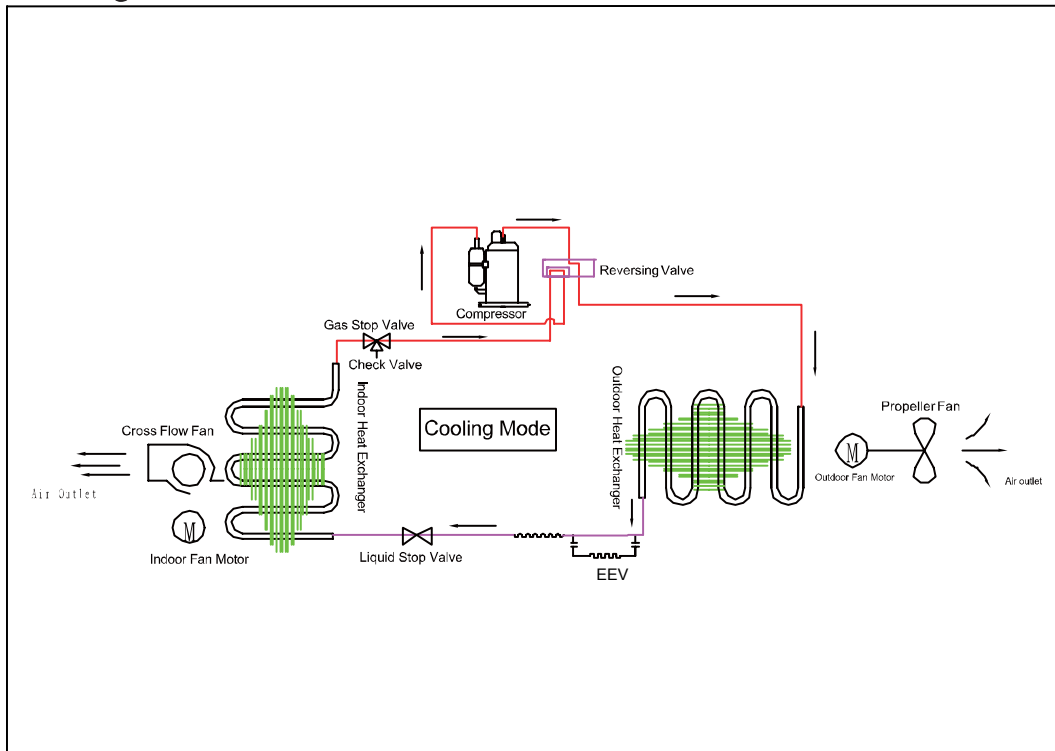 Reversing Valve
Compressor
Gas Stop Valve
Check Valve
Indoor Heat Exchanger
Outdoor Heat Exchanger
Cooling Mode
Propeller Fan
Cross Flow Fan
M
Outdoor Fan Motor
Air outlet
Air Outlet
M
Indoor Fan Motor
Liquid Stop Valve
EEV